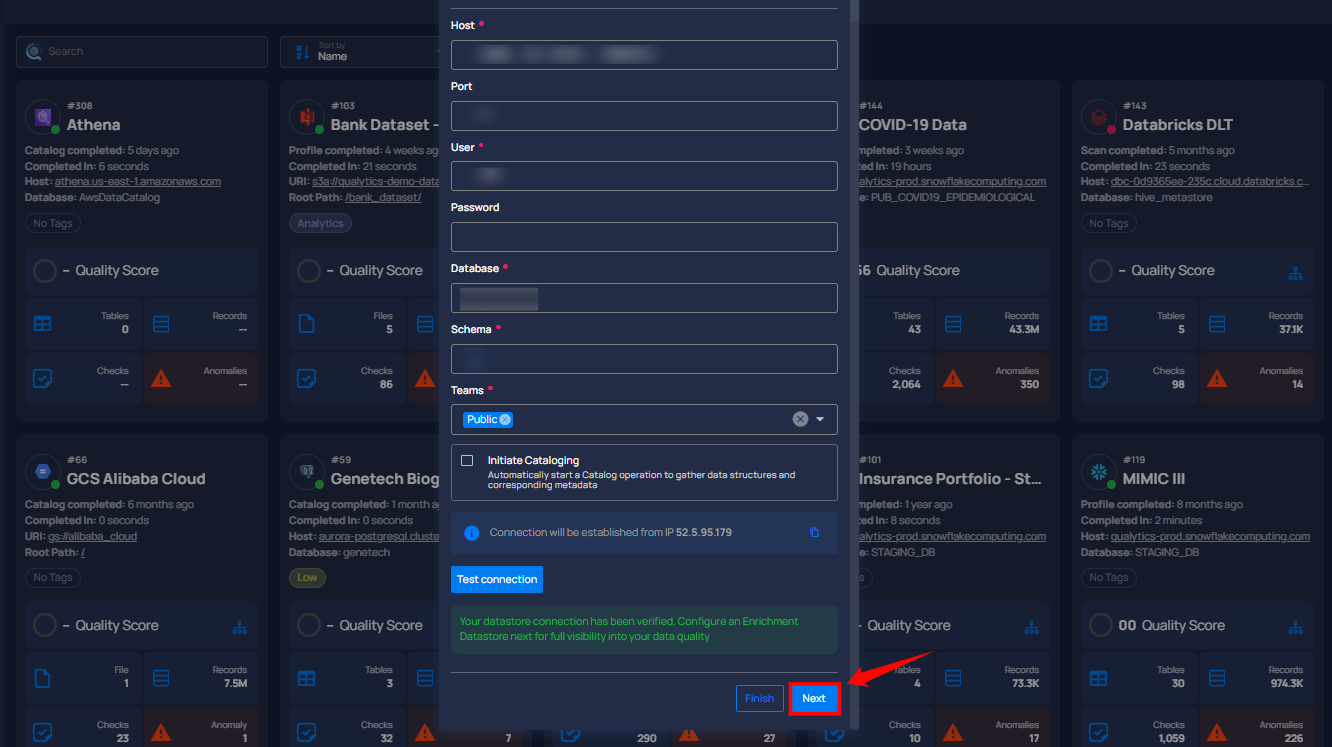 Search
Sort by
Name
#308
Athena
Catalog completed: 5 days ago
Completed In: 6 seconds
Host: athena.us-east-1.amazonaws.com
Database: AwsDataCatalog
No Tags
– Quality Score
Tables
0
Records
--
Checks
--
Anomalies
--
#103
Bank Dataset -
Profile completed: 4 weeks ag
Completed In: 21 seconds
URI: s3a://qualytics-demo-data
Root Path: /bank_dataset/
Analytics
– Quality Score
Files
5
Checks
86
Host *
Port
User *
Password
Database *
Schema *
Teams *
Public
Initiate Cataloging
Automatically start a Catalog operation to gather data structures and
corresponding metadata
Connection will be established from IP 52.5.95.179
Test connection
Your datastore connection has been verified. Configure an Enrichment
Datastore next for full visibility into your data quality
Finish
Next
#144
COVID-19 Data
mpleted: 3 weeks ago
ed In: 19 hours
alytics-prod.snowflakecomputing.com
e: PUB_COVID19_EPIDEMIOLOGICAL
56 Quality Score
Tables
43
Records
43.3M
Checks
2,064
Anomalies
350
#143
Databricks DLT
Scan completed: 5 months ago
Completed In: 23 seconds
Host: dbc-0d9365ee-235c.cloud.databricks.c...
Database: hive_metastore
No Tags
– Quality Score
Tables
5
Records
37.1K
Checks
98
Anomalies
14
#66
GCS Alibaba Cloud
Catalog completed: 6 months ago
Completed In: 0 seconds
URI: gs://alibaba_cloud
Root Path: /
No Tags
– Quality Score
File
1
Records
7.5M
Checks
23
Anomaly
1
#59
Genetech Biog
Catalog completed: 1 month a
Completed In: 0 seconds
Host: aurora-postgresql.cluste
Database: genetech
Low
– Quality Score
Tables
3
Checks
32
7
290
27
#101
Insurance Portfolio - St...
mpleted: 1 year ago
ed In: 8 seconds
alytics-prod.snowflakecomputing.com
e: STAGING_DB
s
- Quality Score
Tables
4
Records
73.3K
Checks
10
Anomalies
17
#119
MIMIC III
Profile completed: 8 months ago
Completed In: 2 minutes
Host: qualytics-prod.snowflakecomputing.com
Database: STAGING_DB
No Tags
00 Quality Score
Tables
30
Records
974.3K
Checks
1,059
Anomalies
226